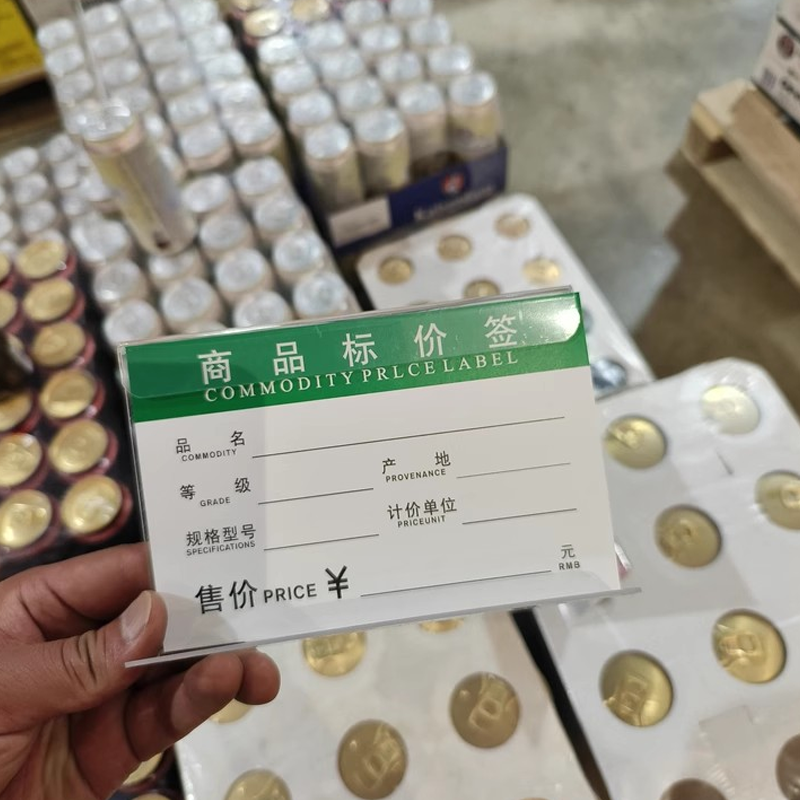 商品标价签
COMMODITY PRLCE LABEL
品名
COMMODITY
等级 产地
GRADE PROVENANCE
规格型号 计价单位
SPECIFICATIONS PRICEUNIT
售价 PRICE ¥ 元
RMB